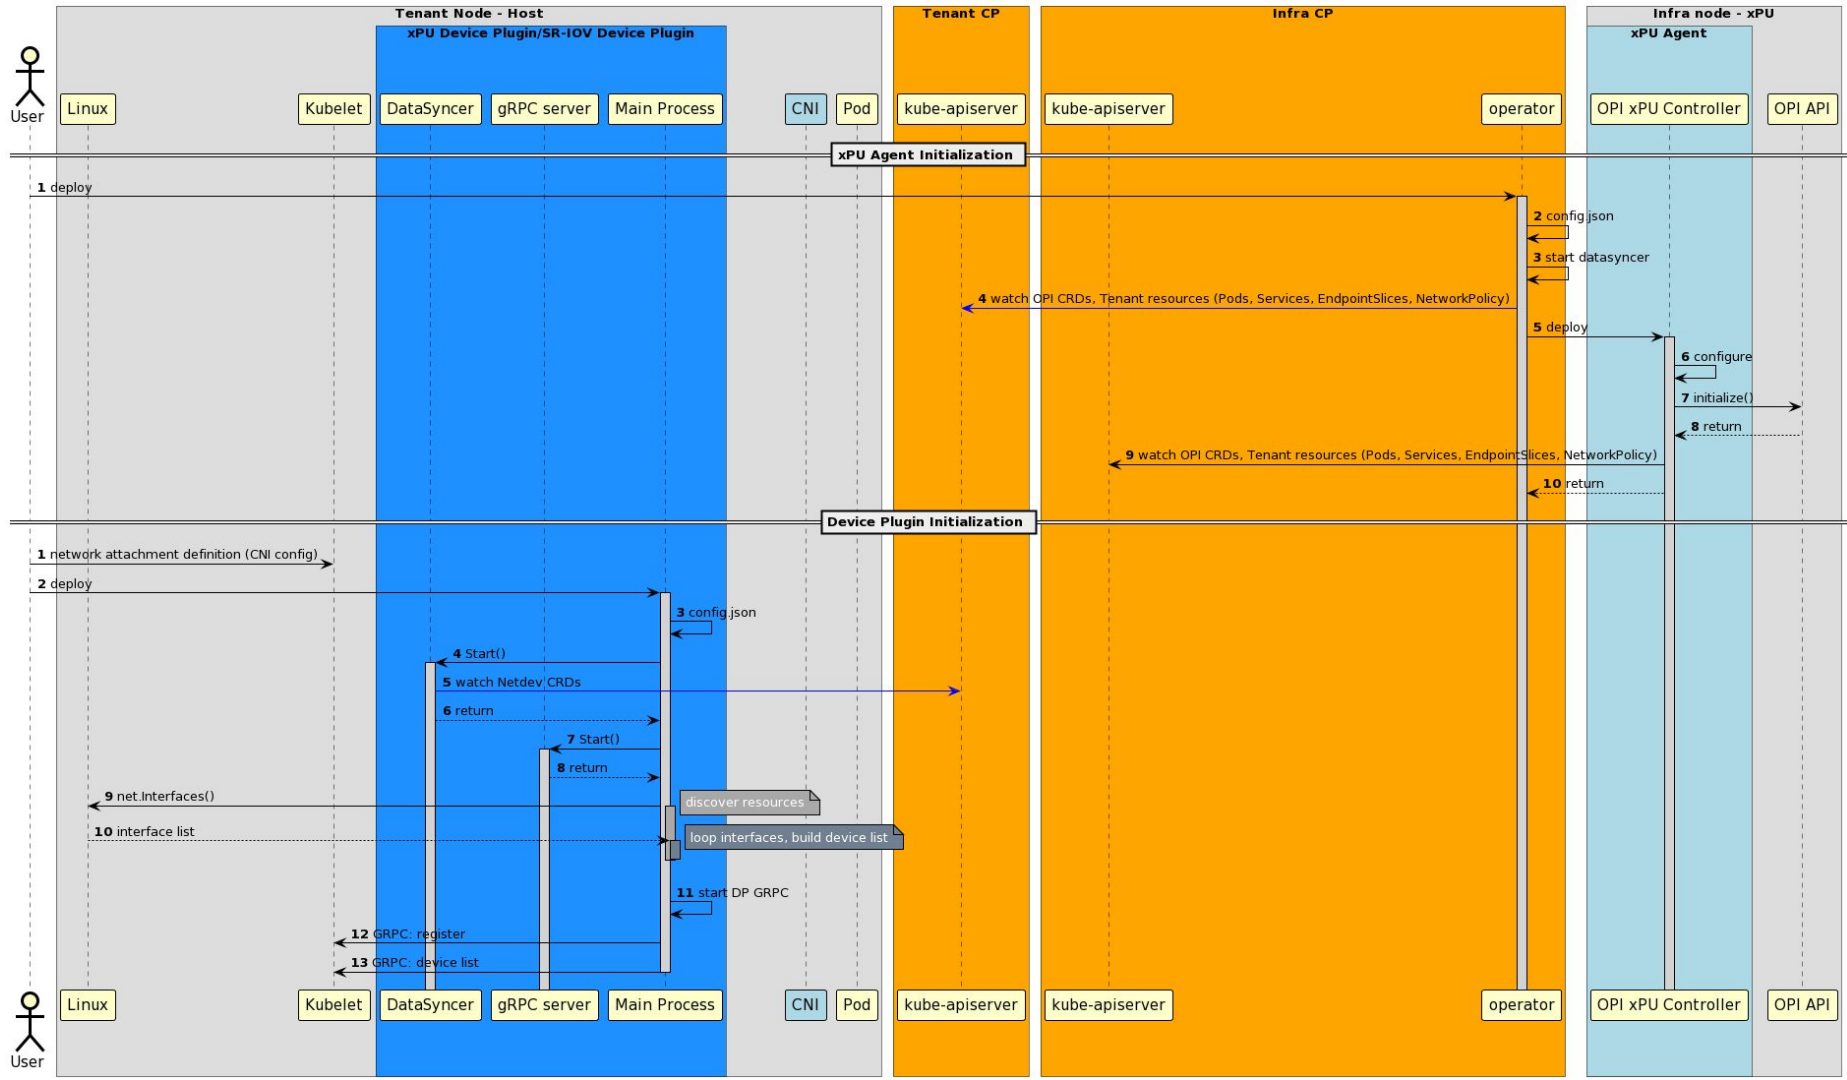 Tenant Node - Host
Tenant CP
Infra CP
Infra node - xPU
xPU Device Plugin/SR-IOV Device Plugin
xPU Agent
User
Linux
Kubelet
DataSyncer
gRPC server
Main Process
CNI
Pod
kube-apiserver
kube-apiserver
operator
OPI xPU Controller
OPI API
xPU Agent Initialization
1 deploy
2 config.json
3 start datasyncer
4 watch OPI CRDs, Tenant resources (Pods, Services, EndpointSlices, NetworkPolicy)
5 deploy
6 configure
7 initialize()
8 return
9 watch OPI CRDs, Tenant resources (Pods, Services, EndpointSlices, NetworkPolicy)
10 return
Device Plugin Initialization
1 network attachment definition (CNI config)
2 deploy
3 config.json
4 Start()
5 watch Netdev CRDs
6 return
7 Start()
8 return
9 net.Interfaces()
discover resources
10 interface list
loop interfaces, build device list
11 start DP GRPC
12 GRPC: register
13 GRPC: device list
Linux
Kubelet
DataSyncer
gRPC server
Main Process
CNI
Pod
kube-apiserver
kube-apiserver
operator
OPI xPU Controller
OPI API
User